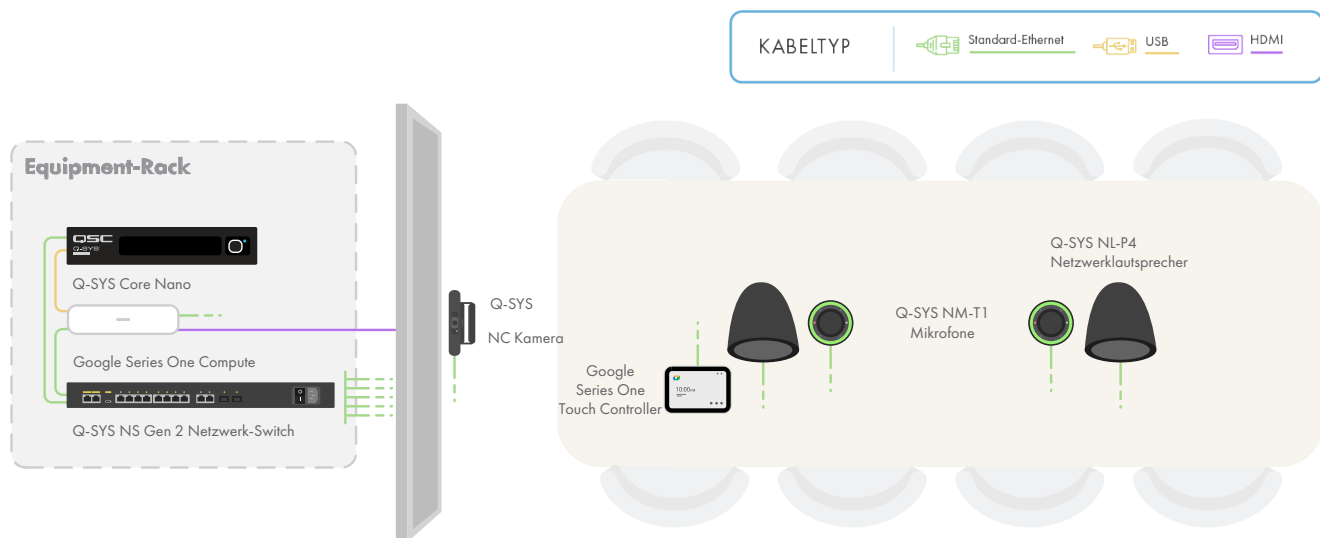 KABELTYP
Standard-Ethernet
USB
HDMI
Equipment-Rack
QSC
Q-SYS
Q-SYS Core Nano
Google Series One Compute
Q-SYS NS Gen 2 Netzwerk-Switch
Q-SYS
NC Kamera
Google
Series One
Touch Controller
10:00
Q-SYS NM-T1
Mikrofone
Q-SYS NL-P4
Netzwerklautsprecher